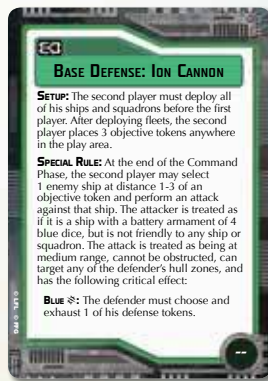 BASE DEFENSE: ION CANNON
SETUP: The second player must deploy all
of his ships and squadrons before the first
player. After deploying fleets, the second
player places 3 objective tokens anywhere
in the play area.
SPECIAL RULE: At the end of the Command
Phase, the second player may select
1 enemy ship at distance 1-3 of an
objective token and perform an attack
against that ship. The attacker is treated as
if it is a ship with a battery armament of 4
blue dice, but is not friendly to any ship or
squadron. The attack is treated as being at
medium range, cannot be obstructed, can
target any of the defender's hull zones, and
has the following critical effect:
BLUE : The defender must choose and
exhaust 1 of his defense tokens.
© LFL © FFG
--